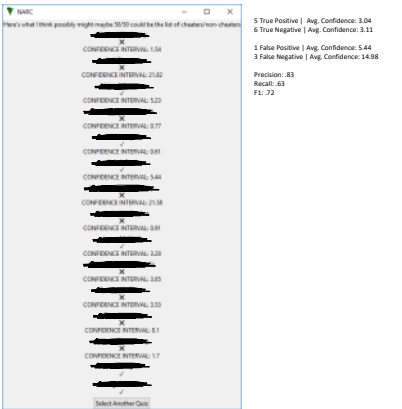 NARC
Here's what I think possibly might maybe 50/50 could be the list of cheaters/non-cheaters
CONFIDENCE INTERVAL: 1.54
CONFIDENCE INTERVAL: 21.82
CONFIDENCE INTERVAL: 5.23
CONFIDENCE INTERVAL: 0.77
CONFIDENCE INTERVAL: 0.61
CONFIDENCE INTERVAL: 5.44
CONFIDENCE INTERVAL: 21.58
CONFIDENCE INTERVAL: 0.91
CONFIDENCE INTERVAL: 3.28
CONFIDENCE INTERVAL: 3.65
CONFIDENCE INTERVAL: 3.53
CONFIDENCE INTERVAL: 8.1
CONFIDENCE INTERVAL: 1.7
Select Another Quiz
5 True Positive | Avg. Confidence: 3.04
6 True Negative | Avg. Confidence: 3.11
1 False Positive | Avg. Confidence: 5.44
3 False Negative | Avg. Confidence: 14.98
Precision: .83
Recall: .63
F1: .72